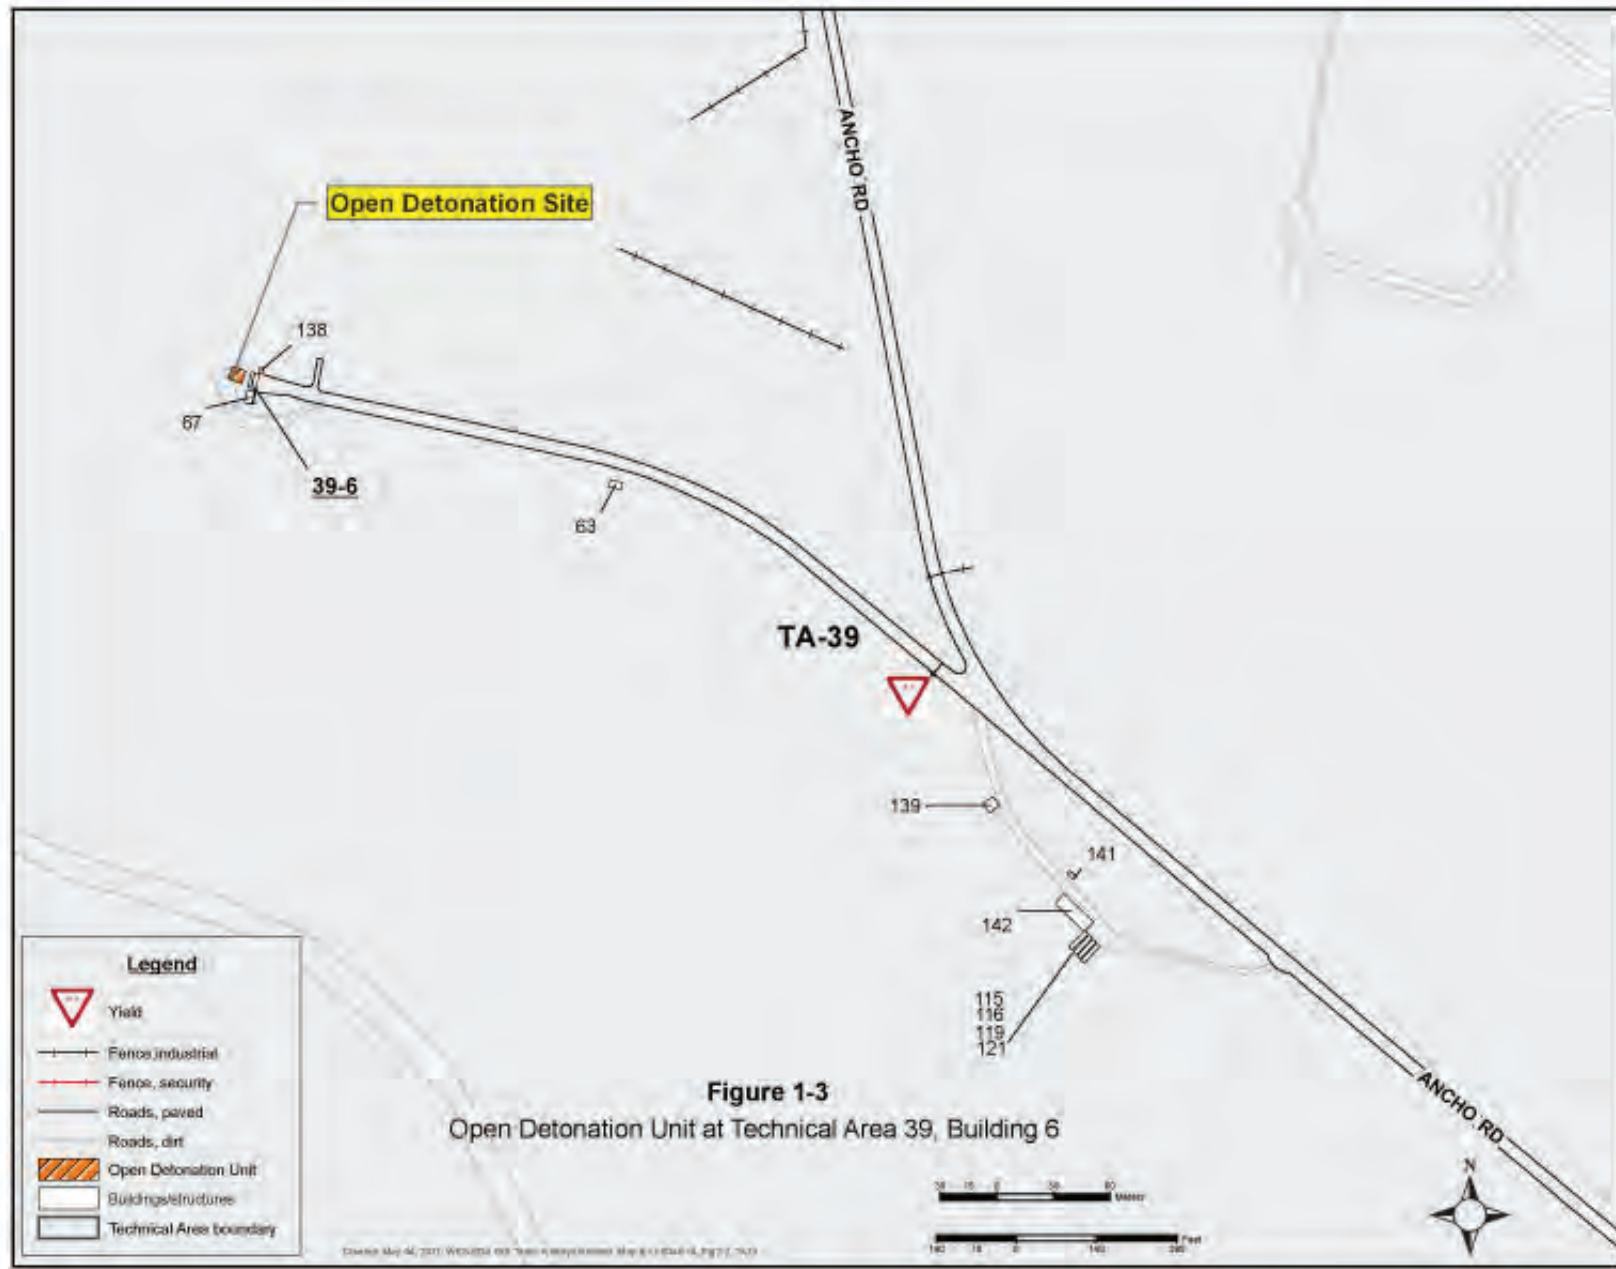 ANCHO RD
Open Detonation Site
138
67
39-6
63
TA-39
139
141
142
115
116
119
121
ANCHO RD
Legend
Yield
Fence, industrial
Fence, security
Roads, paved
Roads, dirt
Open Detonation Unit
Buildings/structures
Technical Area boundary
Figure 1-3
Open Detonation Unit at Technical Area 39, Building 6
N
Meter
Feet